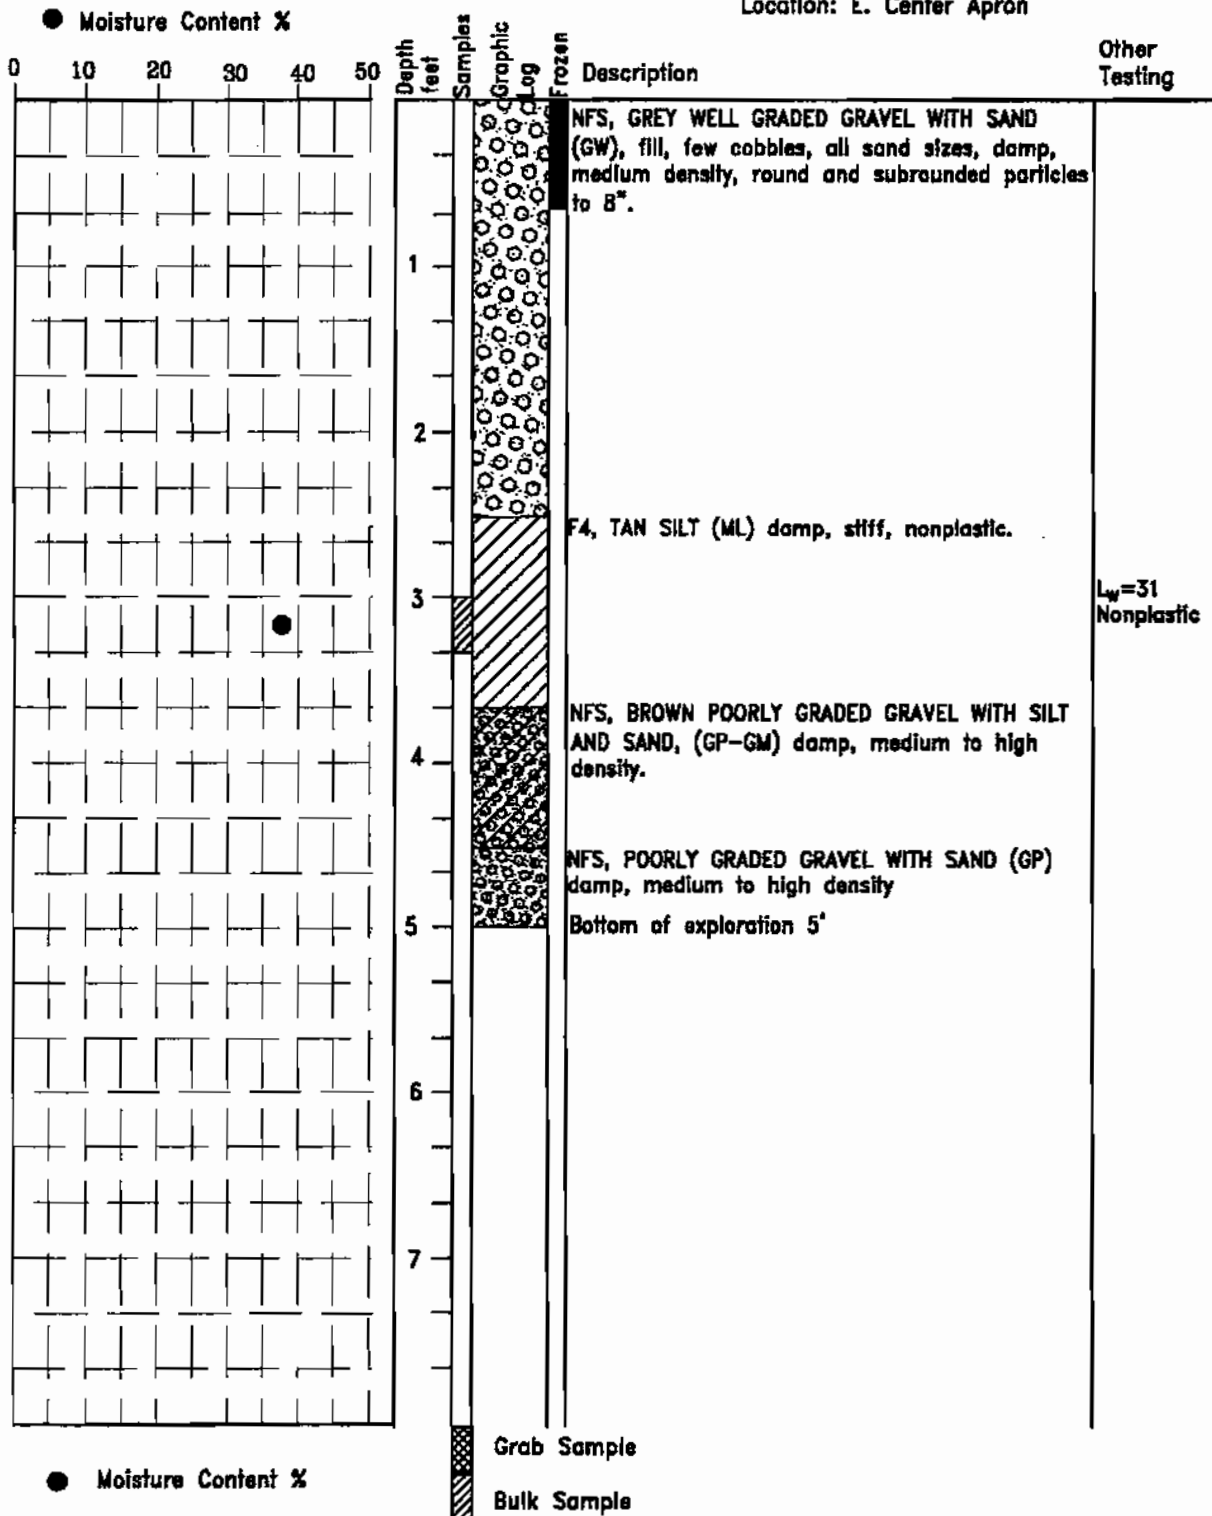 Location: E. Center Apron
● Moisture Content %
0 10 20 30 40 50
Depth feet
Samples
Graphic Log
Frozen
Description
Other
Testing
NFS, GREY WELL GRADED GRAVEL WITH SAND
(GW), fill, few cobbles, all sand sizes, damp,
medium density, round and subrounded particles
to 8".
1
2
F4, TAN SILT (ML) damp, stiff, nonplastic.
3
Lw=31
Nonplastic
NFS, BROWN POORLY GRADED GRAVEL WITH SILT
AND SAND, (GP-GM) damp, medium to high
density.
4
NFS, POORLY GRADED GRAVEL WITH SAND (GP)
damp, medium to high density
5
Bottom of exploration 5'
6
7
Grab Sample
● Moisture Content %
Bulk Sample